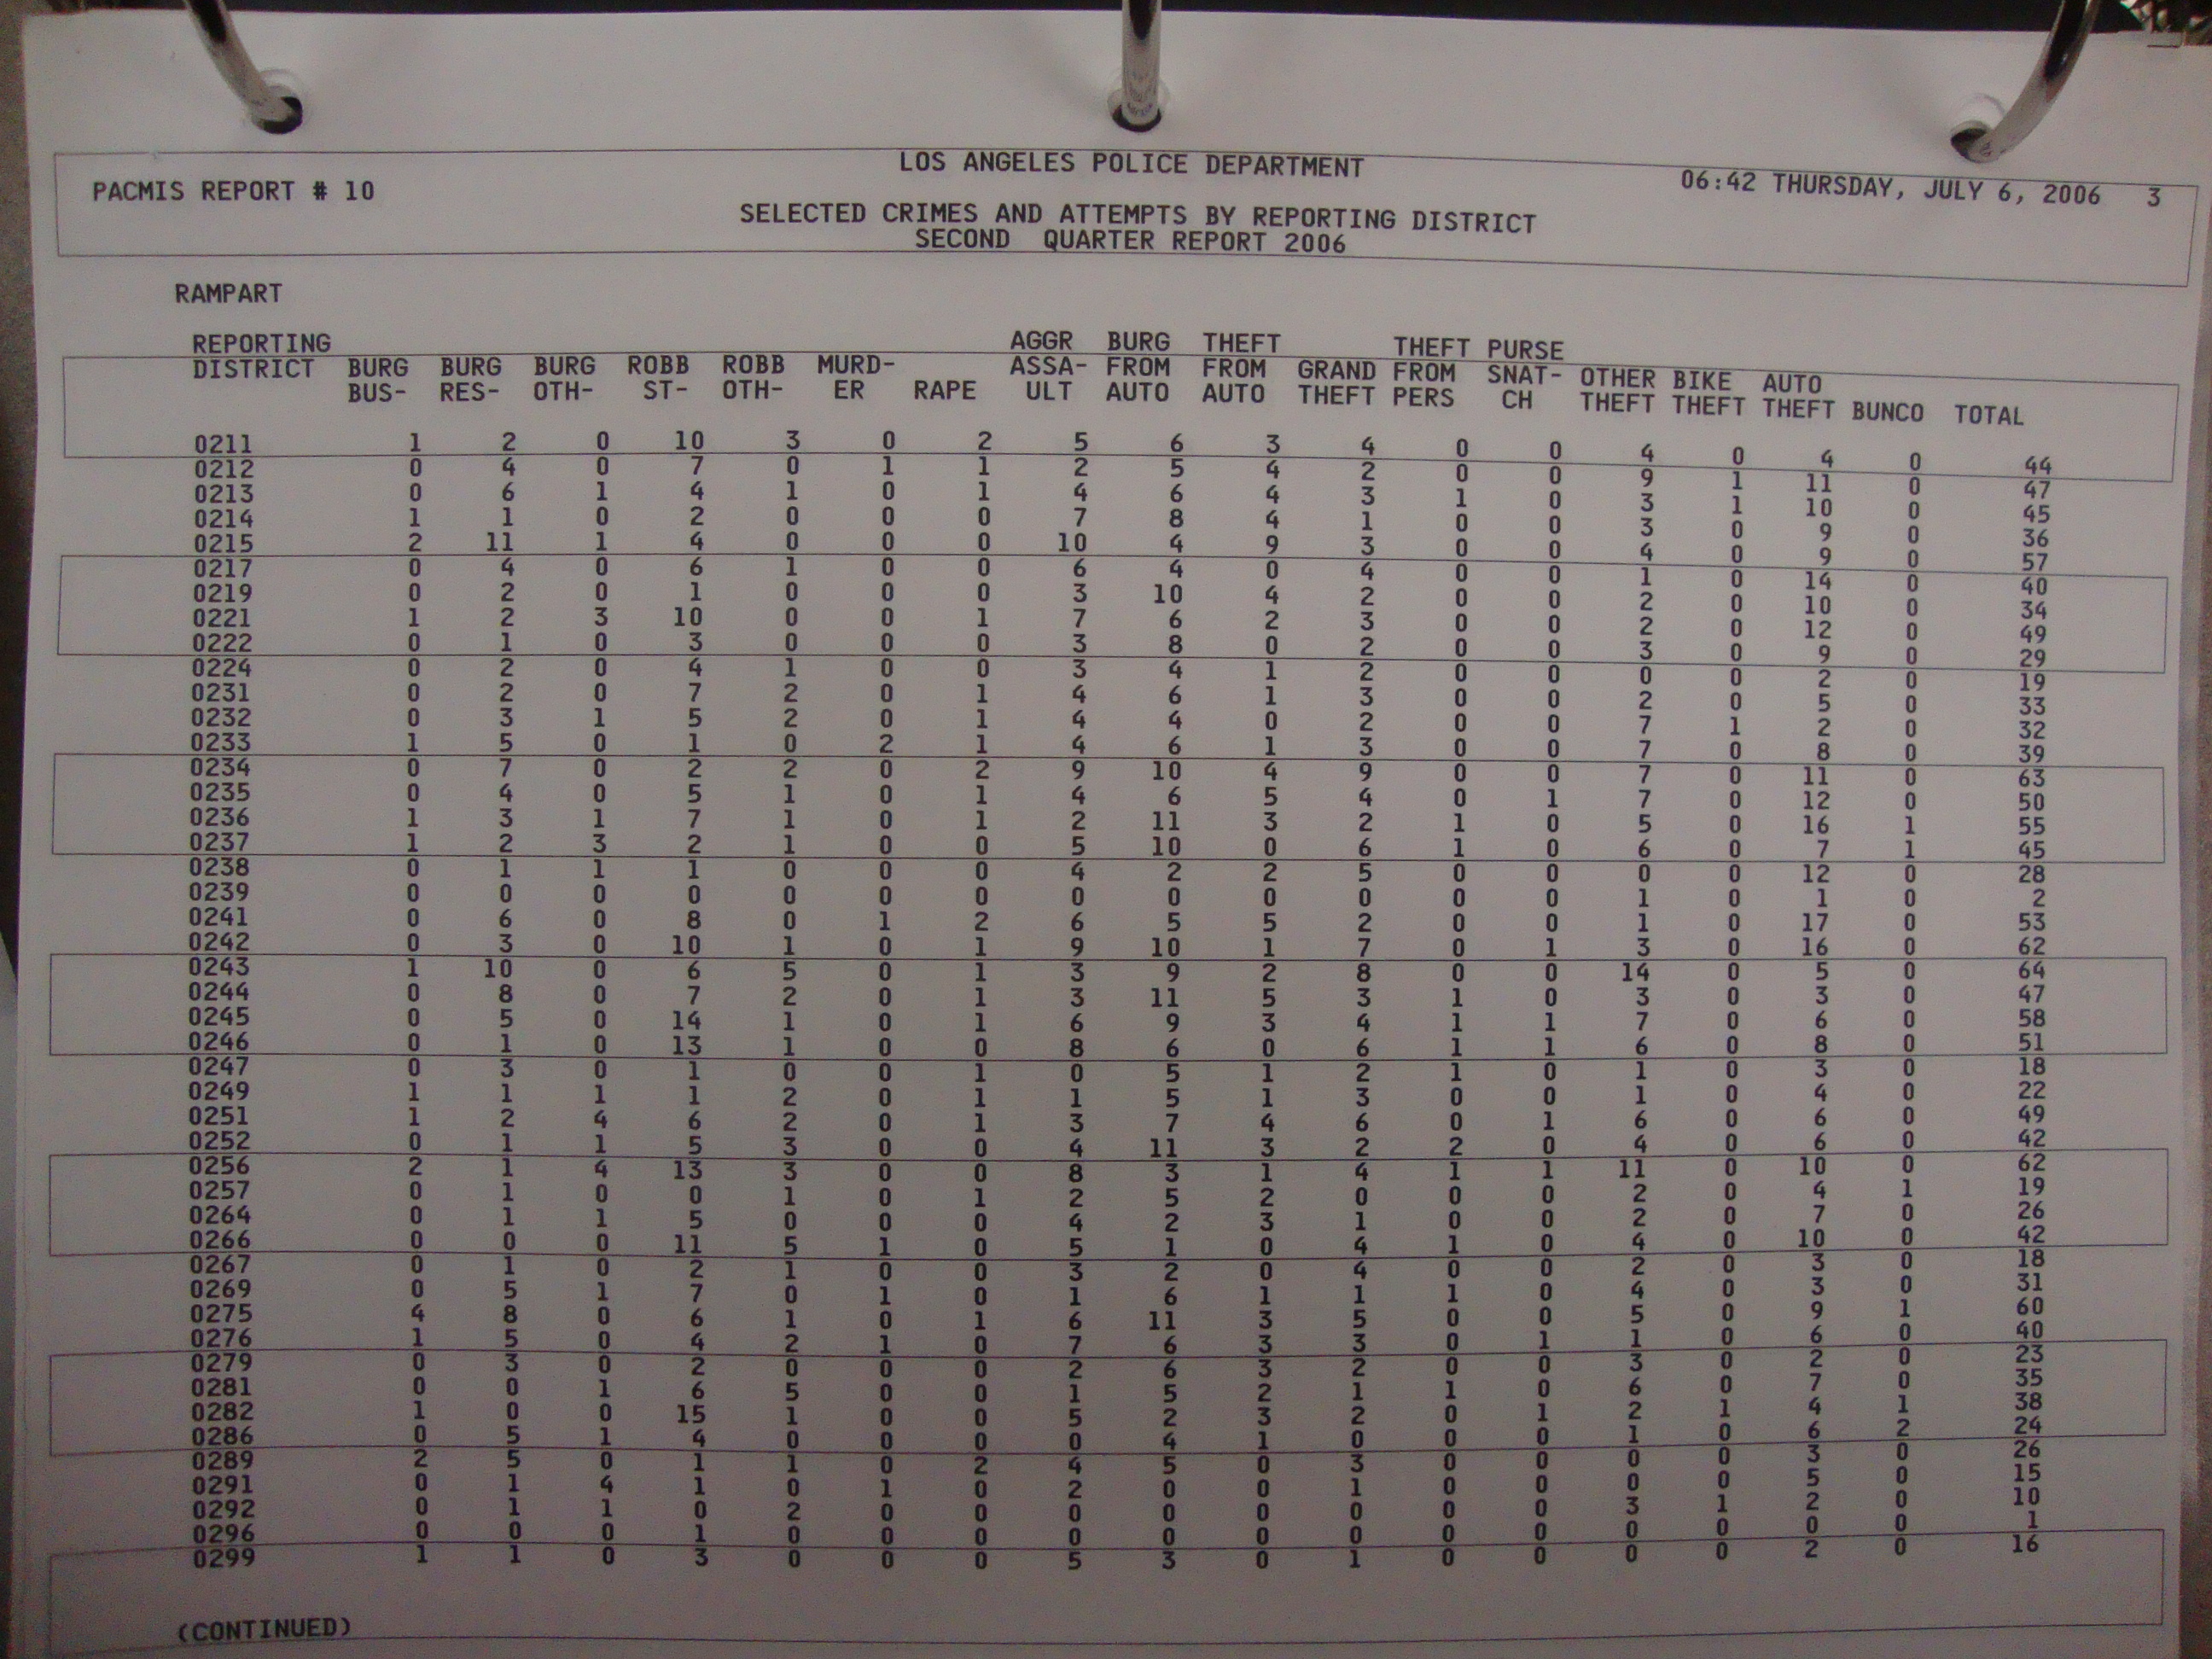 LOS ANGELES POLICE DEPARTMENT
PACMIS REPORT # 10 06:42 THURSDAY, JULY 6, 2006 3
SELECTED CRIMES AND ATTEMPTS BY REPORTING DISTRICT
SECOND QUARTER REPORT 2006
RAMPART
REPORTING AGGR BURG THEFT THEFT PURSE
DISTRICT BURG BURG BURG ROBB ROBB MURD- ASSA- FROM FROM GRAND FROM SNAT- OTHER BIKE AUTO
BUS- RES- OTH- ST- OTH- ER RAPE ULT AUTO AUTO THEFT PERS CH THEFT THEFT THEFT BUNCO TOTAL
0211 1 2 0 10 3 0 2 5 6 3 4 0 0 4 0 4 0 44
0212 0 4 0 7 0 1 1 2 5 4 2 0 0 9 1 11 0 47
0213 0 6 1 4 1 0 1 4 6 4 3 1 0 3 1 10 0 45
0214 1 1 0 2 0 0 0 7 8 4 1 0 0 3 0 9 0 36
0215 2 11 1 4 0 0 0 10 4 9 3 0 0 4 0 9 0 57
0217 0 4 0 6 1 0 0 6 4 0 4 0 0 1 0 14 0 40
0219 0 2 0 1 0 0 0 3 10 4 2 0 0 2 0 10 0 34
0221 1 2 3 10 0 0 1 7 6 2 3 0 0 2 0 12 0 49
0222 0 1 0 3 0 0 0 3 8 0 2 0 0 3 0 9 0 29
0224 0 2 0 4 1 0 0 3 4 1 2 0 0 0 0 2 0 19
0231 0 2 0 7 2 0 1 4 6 1 3 0 0 2 0 5 0 33
0232 0 3 1 5 2 0 1 4 4 0 2 0 0 7 1 2 0 32
0233 1 5 0 1 0 2 1 4 6 1 3 0 0 7 0 8 0 39
0234 0 7 0 2 2 0 2 9 10 4 9 0 0 7 0 11 0 63
0235 0 4 0 5 1 0 1 4 6 5 4 0 1 7 0 12 0 50
0236 1 3 1 7 1 0 1 2 11 3 2 1 0 5 0 16 1 55
0237 1 2 3 2 1 0 0 5 10 0 6 1 0 6 0 7 1 45
0238 0 1 1 1 0 0 0 4 2 2 5 0 0 0 0 12 0 28
0239 0 0 0 0 0 0 0 0 0 0 0 0 0 1 0 1 0 2
0241 0 6 0 8 0 1 2 6 5 5 2 0 0 1 0 17 0 53
0242 0 3 0 10 1 0 1 9 10 1 7 0 1 3 0 16 0 62
0243 1 10 0 6 5 0 1 3 9 2 8 0 0 14 0 5 0 64
0244 0 8 0 7 2 0 1 3 11 5 3 1 0 3 0 3 0 47
0245 0 5 0 14 1 0 1 6 9 3 4 1 1 7 0 6 0 58
0246 0 1 0 13 1 0 0 8 6 0 6 1 1 6 0 8 0 51
0247 0 3 0 1 0 0 1 0 5 1 2 1 0 1 0 3 0 18
0249 1 1 1 1 2 0 1 1 5 1 3 0 0 1 0 4 0 22
0251 1 2 4 6 2 0 1 3 7 4 6 0 1 6 0 6 0 49
0252 0 1 1 5 3 0 0 4 11 3 2 2 0 4 0 6 0 42
0256 2 1 4 13 3 0 0 8 3 1 4 1 1 11 0 10 0 62
0257 0 1 0 0 1 0 1 2 5 2 0 0 0 2 0 4 1 19
0264 0 1 1 5 0 0 0 4 2 3 1 0 0 2 0 7 0 26
0266 0 0 0 11 5 1 0 5 1 0 4 1 0 4 0 10 0 42
0267 0 1 0 2 1 0 0 3 2 0 4 0 0 2 0 3 0 18
0269 0 5 1 7 0 1 0 1 6 1 1 1 0 4 0 3 0 31
0275 4 8 0 6 1 0 1 6 11 3 5 0 0 5 0 9 1 60
0276 1 5 0 4 2 1 0 7 6 3 3 0 1 1 0 6 0 40
0279 0 3 0 2 0 0 0 2 6 3 2 0 0 3 0 2 0 23
0281 0 0 1 6 5 0 0 1 5 2 1 1 0 6 0 7 0 35
0282 1 0 0 15 1 0 0 5 2 3 2 0 1 2 1 4 1 38
0286 0 5 1 4 0 0 0 0 4 1 0 0 0 1 0 6 2 24
0289 2 5 0 1 1 0 2 4 5 0 3 0 0 0 0 3 0 26
0291 0 1 4 1 0 1 0 2 0 0 1 0 0 0 0 5 0 15
0292 0 1 1 0 2 0 0 0 0 0 0 0 0 3 1 2 0 10
0296 0 0 0 1 0 0 0 0 0 0 0 0 0 0 0 0 0 1
0299 1 1 0 3 0 0 0 5 3 0 1 0 0 0 0 2 0 16
(CONTINUED)